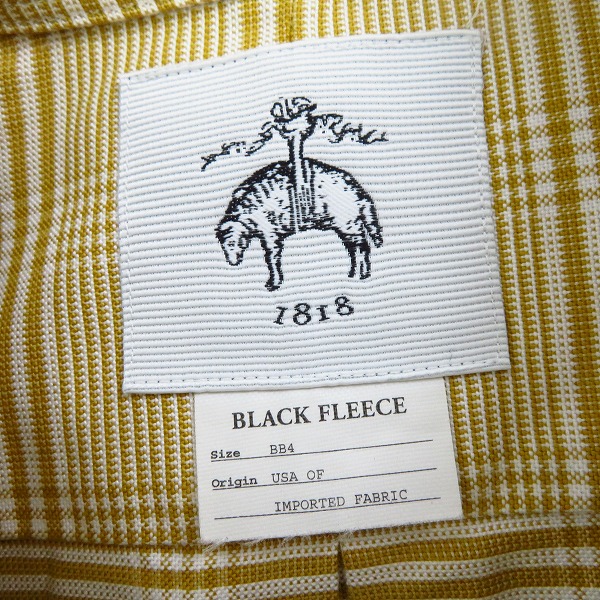 1818
BLACK FLEECE
Size BB4
Origin USA OF
IMPORTED FABRIC